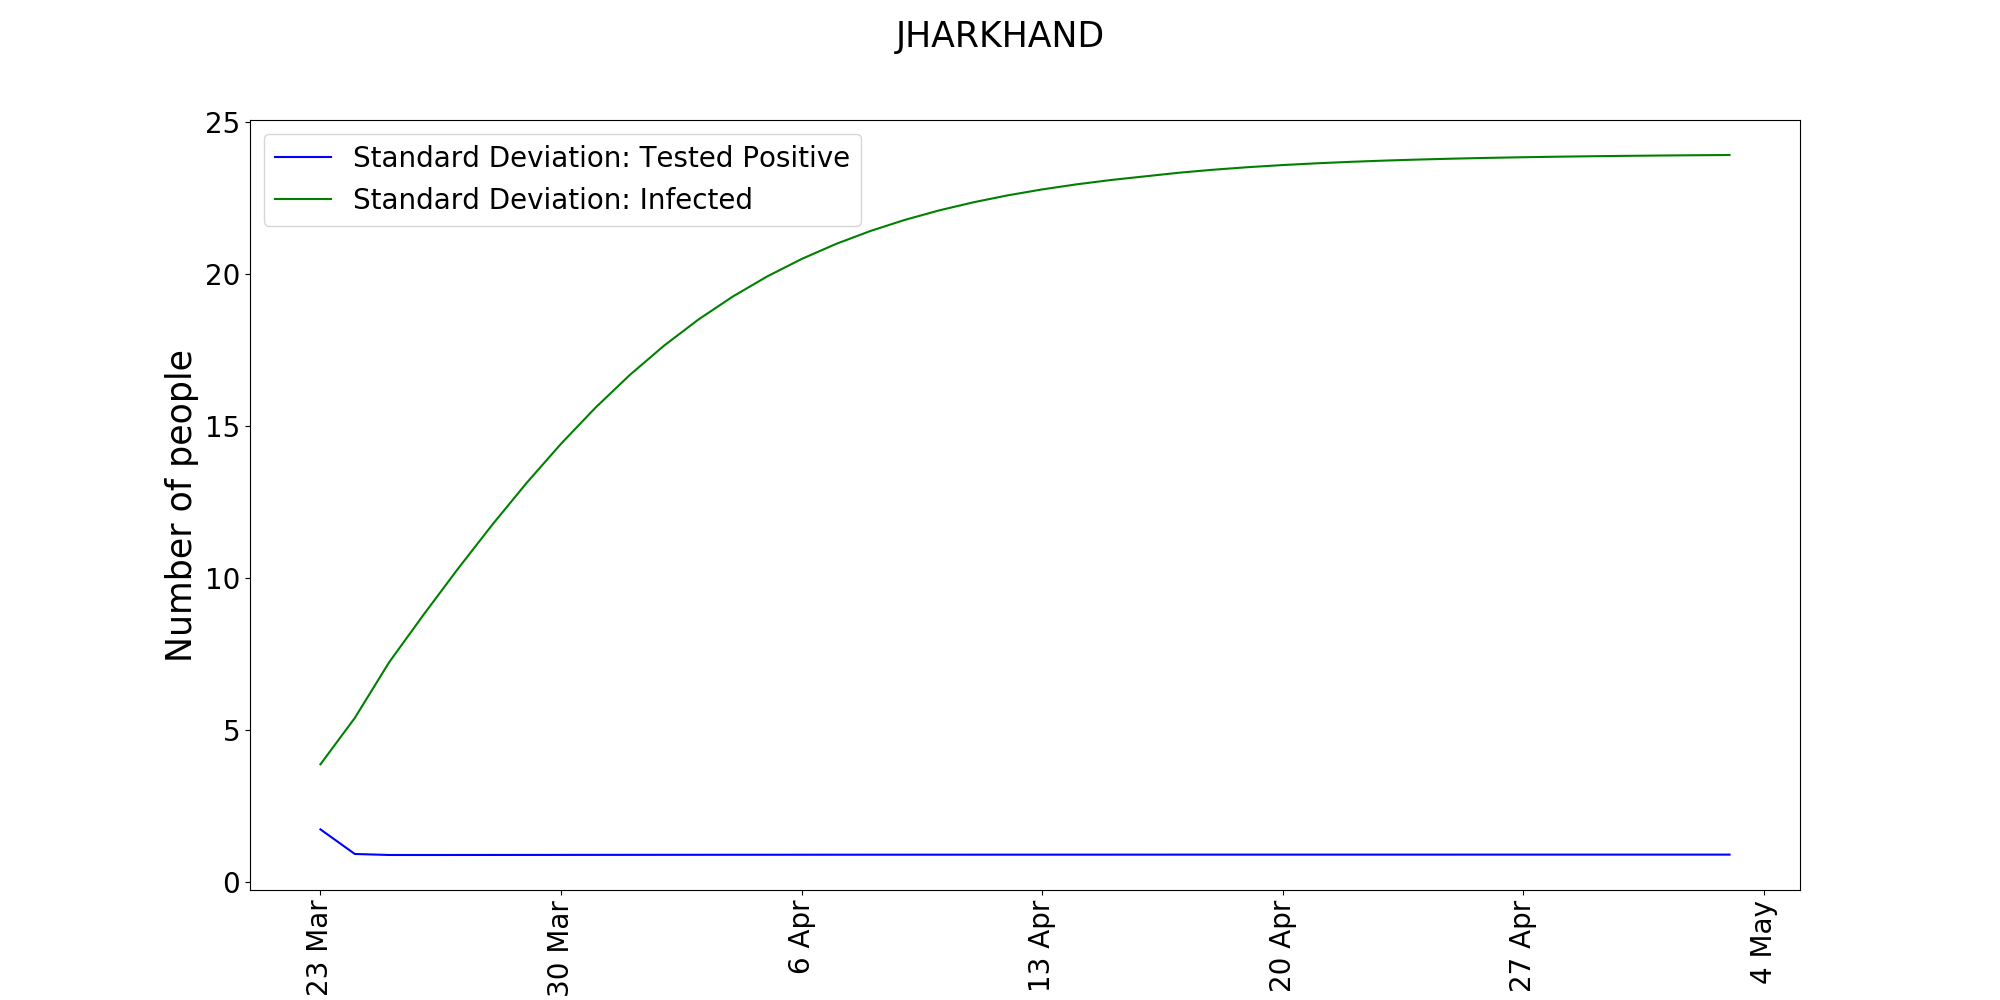 JHARKHAND
25
20
15
10
5
0
Number of people
Standard Deviation: Tested Positive
Standard Deviation: Infected
23 Mar
30 Mar
6 Apr
13 Apr
20 Apr
27 Apr
4 May